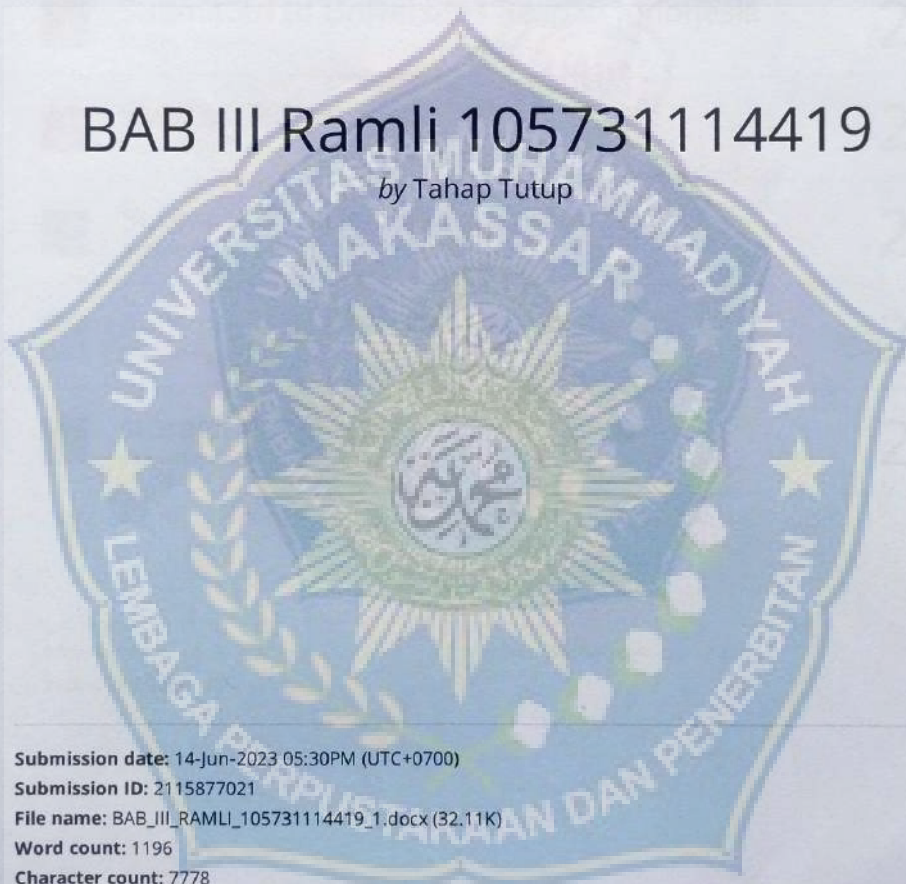 BAB III Ramli 105731114419
by Tahap Tutup
UNIVERSITAS MUHAMMADIYAH
MAKASSAR
LEMBAGA PERPUSTAKAAN DAN PENERBITAN
Submission date: 14-Jun-2023 05:30PM (UTC+0700)
Submission ID: 2115877021
File name: BAB_III_RAMLI_105731114419_1.docx (32.11K)
Word count: 1196
Character count: 7778